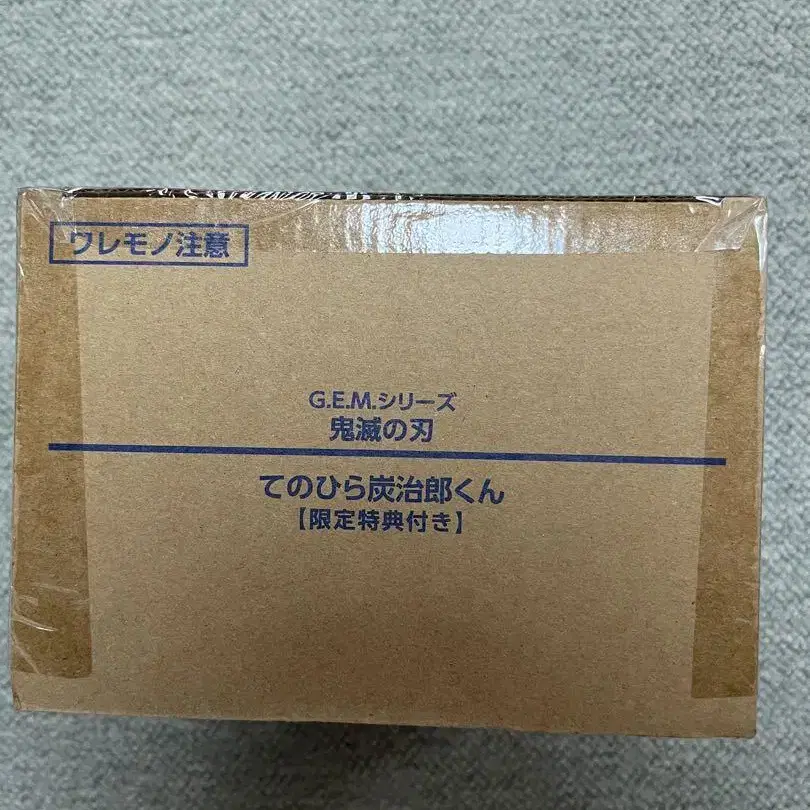 ワレモノ注意
G.E.M.シリーズ
鬼滅の刃
てのひら炭治郎くん
【限定特典付き】